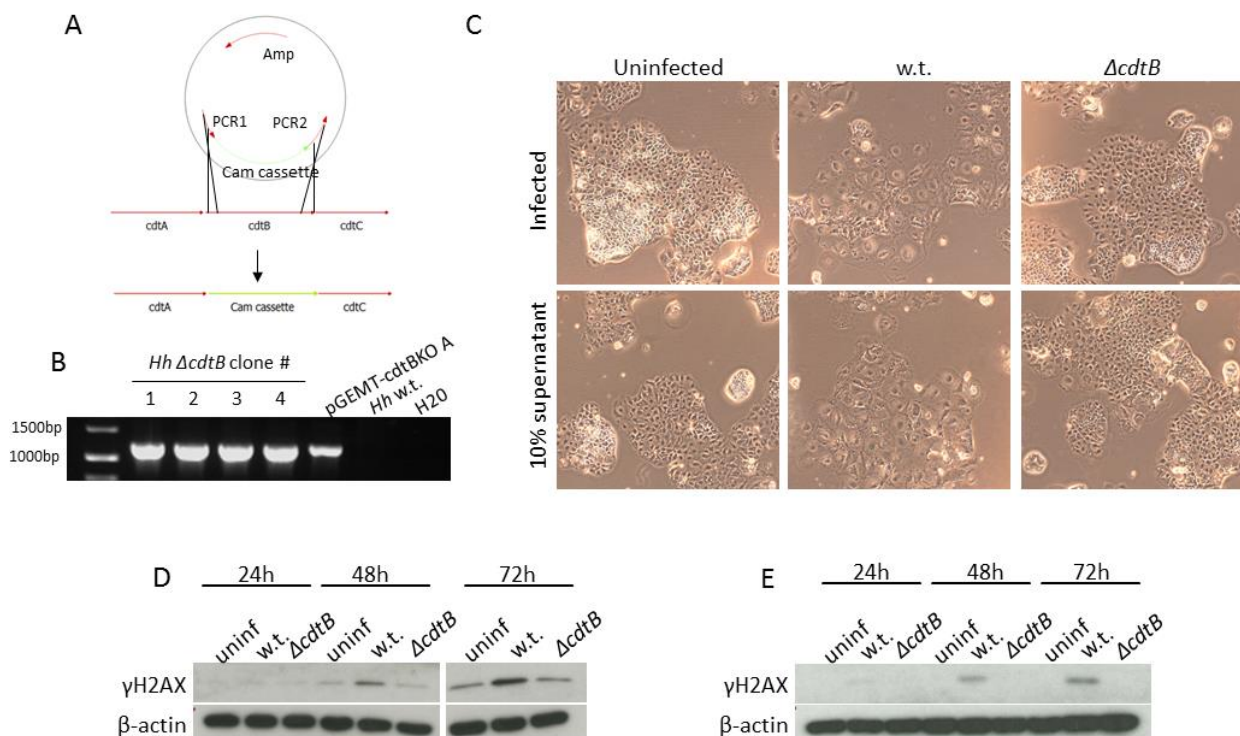 A
Amp
PCR1 PCR2
Cam cassette
cdtA cdtB cdtC
cdtA Cam cassette cdtC
B
Hh ΔcdtB clone #
1 2 3 4 pGEMT-cdtBKO A Hh w.t. H20
1500bp
1000bp
C
Uninfected w.t. ΔcdtB
Infected
10% supernatant
D
24h 48h 72h
uninf w.t. ΔcdtB uninf w.t. ΔcdtB uninf w.t. ΔcdtB
γH2AX
β-actin
E
24h 48h 72h
uninf w.t. ΔcdtB uninf w.t. ΔcdtB uninf w.t. ΔcdtB
γH2AX
β-actin